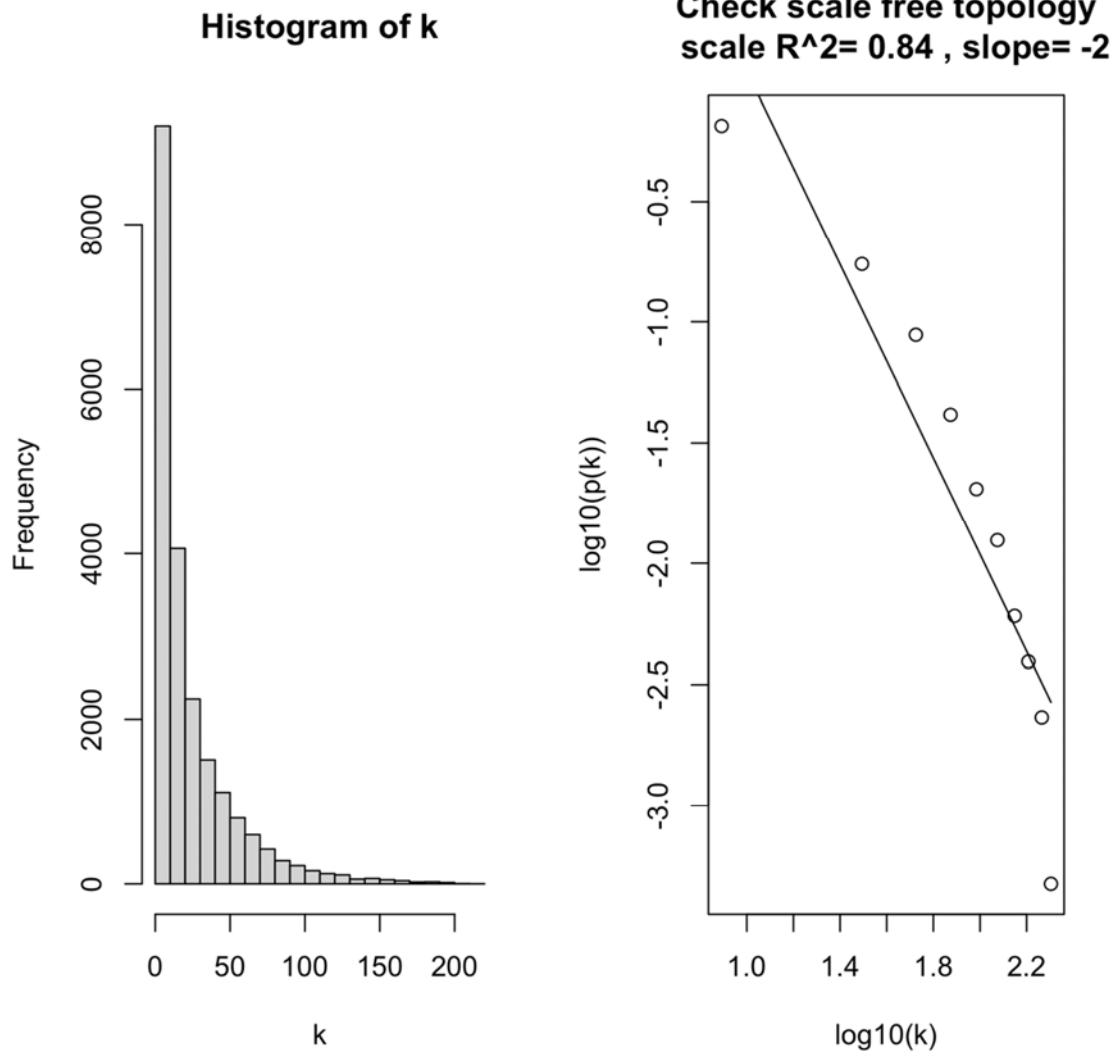 Histogram of k
Frequency
8000
6000
4000
2000
0
0 50 100 150 200
k
Check scale free topology
scale R^2= 0.84 , slope= -2
log10(p(k))
-0.5
-1.0
-1.5
-2.0
-2.5
-3.0
1.0 1.4 1.8 2.2
log10(k)